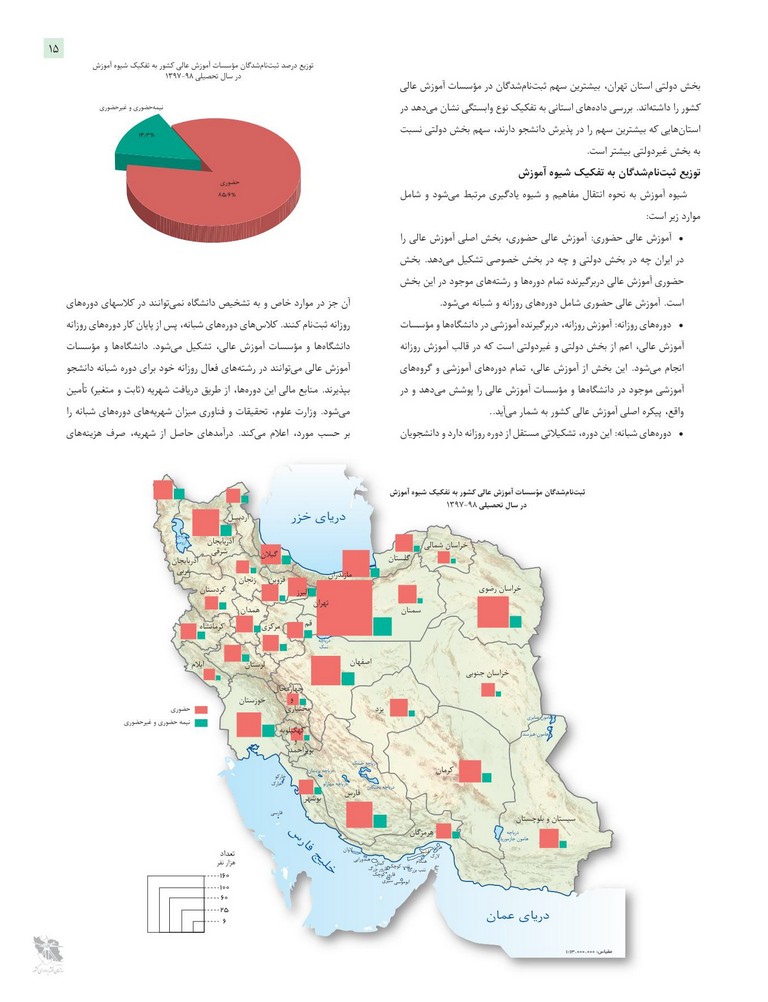 ۱۵
توزیع درصد ثبت‌نام‌شدگان مؤسسات آموزش عالی کشور به تفکیک شیوه آموزش
در سال تحصیلی ۹۸-۱۳۹۷
نیمه‌حضوری و غیرحضوری
حضوری
بخش دولتی استان تهران، بیشترین سهم ثبت‌نام‌شدگان در مؤسسات آموزش عالی
کشور را داشته‌اند. بررسی داده‌های استانی به تفکیک نوع وابستگی نشان می‌دهد در
استان‌هایی که بیشترین سهم را در پذیرش دانشجو دارند، سهم بخش دولتی نسبت
به بخش غیردولتی بیشتر است.
توزیع ثبت‌نام‌شدگان به تفکیک شیوه آموزش
شیوه آموزش به نحوه انتقال مفاهیم و شیوه یادگیری مرتبط می‌شود و شامل
موارد زیر است:
• آموزش عالی حضوری: آموزش عالی حضوری، بخش اصلی آموزش عالی را
در ایران چه در بخش دولتی و چه در بخش خصوصی تشکیل می‌دهد. بخش
حضوری آموزش عالی دربرگیرنده تمام دوره‌ها و رشته‌های موجود در این بخش
است. آموزش عالی حضوری شامل دوره‌های روزانه و شبانه می‌شود.
• دوره‌های روزانه: آموزش روزانه، دربرگیرنده آموزشی در دانشگاه‌ها و مؤسسات
آموزش عالی، اعم از بخش دولتی و غیردولتی است که در قالب آموزش روزانه
انجام می‌شود. این بخش از آموزش عالی، تمام دوره‌های آموزشی و گروه‌های
آموزشی موجود در دانشگاه‌ها و مؤسسات آموزش عالی را پوشش می‌دهد و در
واقع، پیکره اصلی آموزش عالی کشور به شمار می‌آید..
• دوره‌های شبانه: این دوره، تشکیلاتی مستقل از دوره روزانه دارد و دانشجویان
آن جز در موارد خاص و به تشخیص دانشگاه نمی‌توانند در کلاسهای دوره‌های
روزانه ثبت‌نام کنند. کلاس‌های دوره‌های شبانه، پس از پایان کار دوره‌های روزانه
دانشگاه‌ها و مؤسسات آموزش عالی، تشکیل می‌شود. دانشگاه‌ها و مؤسسات
آموزش عالی می‌توانند در رشته‌های فعال روزانه خود برای دوره شبانه دانشجو
بپذیرند. منابع مالی این دوره‌ها، از طریق دریافت شهریه (ثابت و متغیر) تأمین
می‌شود. وزارت علوم، تحقیقات و فناوری میزان شهریه‌های دوره‌های شبانه را
بر حسب مورد، اعلام می‌کند. درآمدهای حاصل از شهریه، صرف هزینه‌های
ثبت‌نام‌شدگان مؤسسات آموزش عالی کشور به تفکیک شیوه آموزش
در سال تحصیلی ۹۸-۱۳۹۷
دریای خزر
اردبیل
آذربایجان
شرقی
آذربایجان
غربی
گیلان
زنجان
قزوین
البرز
مازندران
گلستان
خراسان شمالی
خراسان رضوی
سمنان
تهران
کردستان
همدان
کرمانشاه
مرکزی
قم
دریاچه
نمک
لرستان
ایلام
اصفهان
خراسان جنوبی
خوزستان
چهارمحال
و
بختیاری
کهگیلویه
و
بویراحمد
یزد
کرمان
فارس
بوشهر
هرمزگان
سیستان و بلوچستان
خلیج فارس
دریای عمان
حضوری
نیمه حضوری و غیرحضوری
تعداد
هزار نفر
۱۶۰
۱۰۰
۶۰
۲۵
۶
مقیاس: ۱:۱۳.۰۰۰.۰۰۰